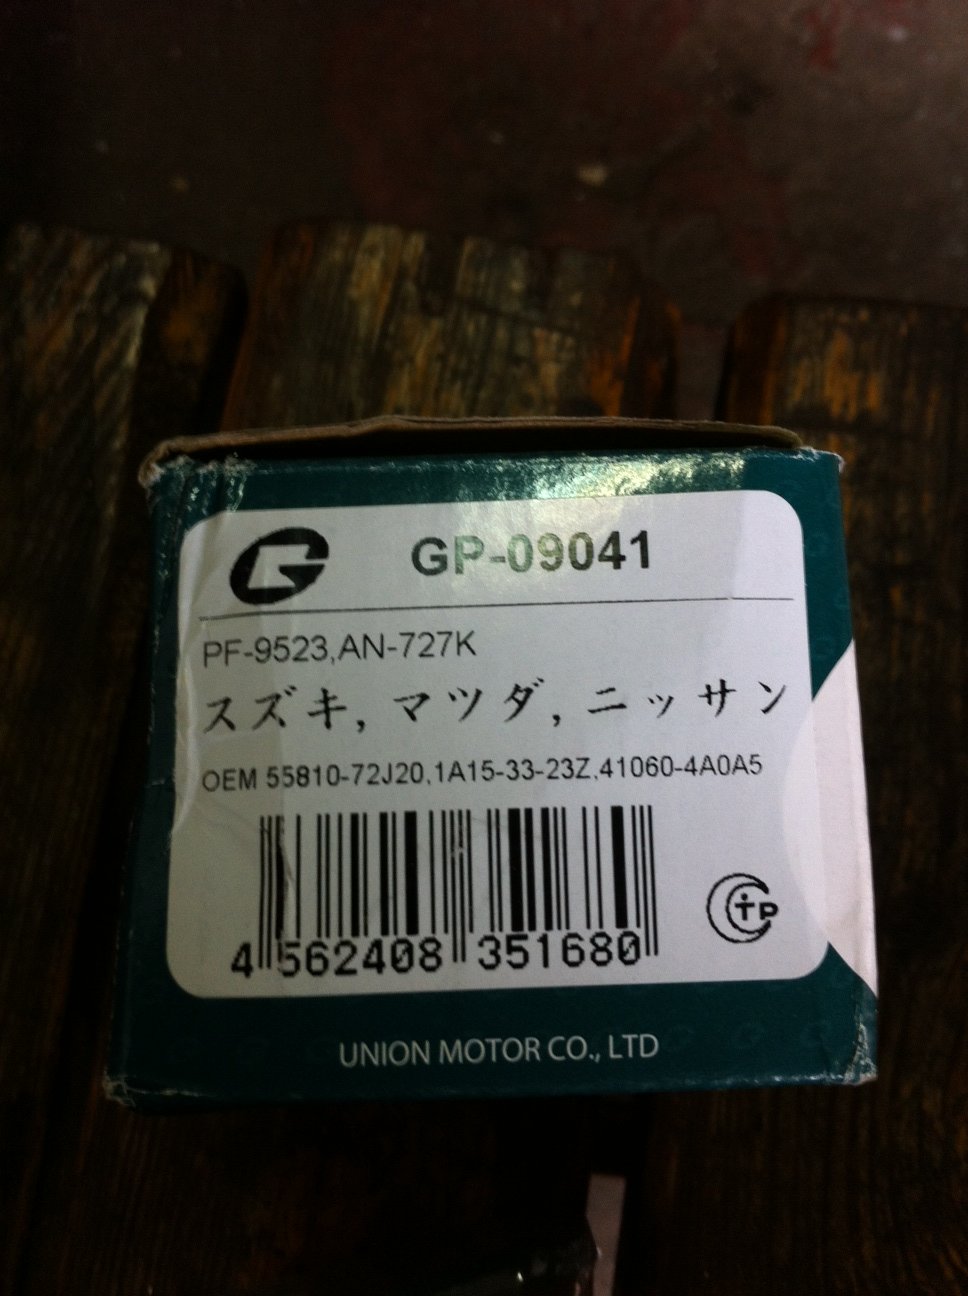 GP-09041
PF-9523,AN-727K
スズキ,マツダ,ニッサン
OEM 55810-72J20,1A15-33-23Z,41060-4A0A5
4 562408 351680
CTP
UNION MOTOR CO., LTD